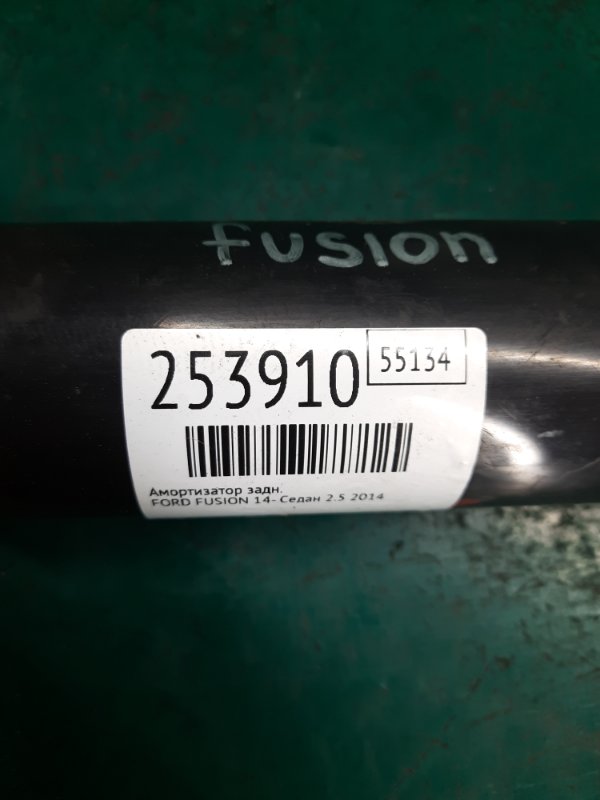 fusion
253910
55134
Амортизатор задн.
FORD FUSION 14- Седан 2.5 2014